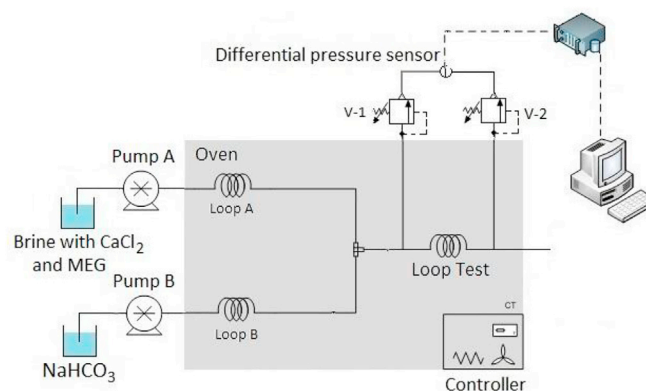 Differential pressure sensor
V-1
V-2
Pump A
Oven
Loop A
Brine with CaCl₂
and MEG
Loop Test
Pump B
Loop B
NaHCO₃
CT
Controller